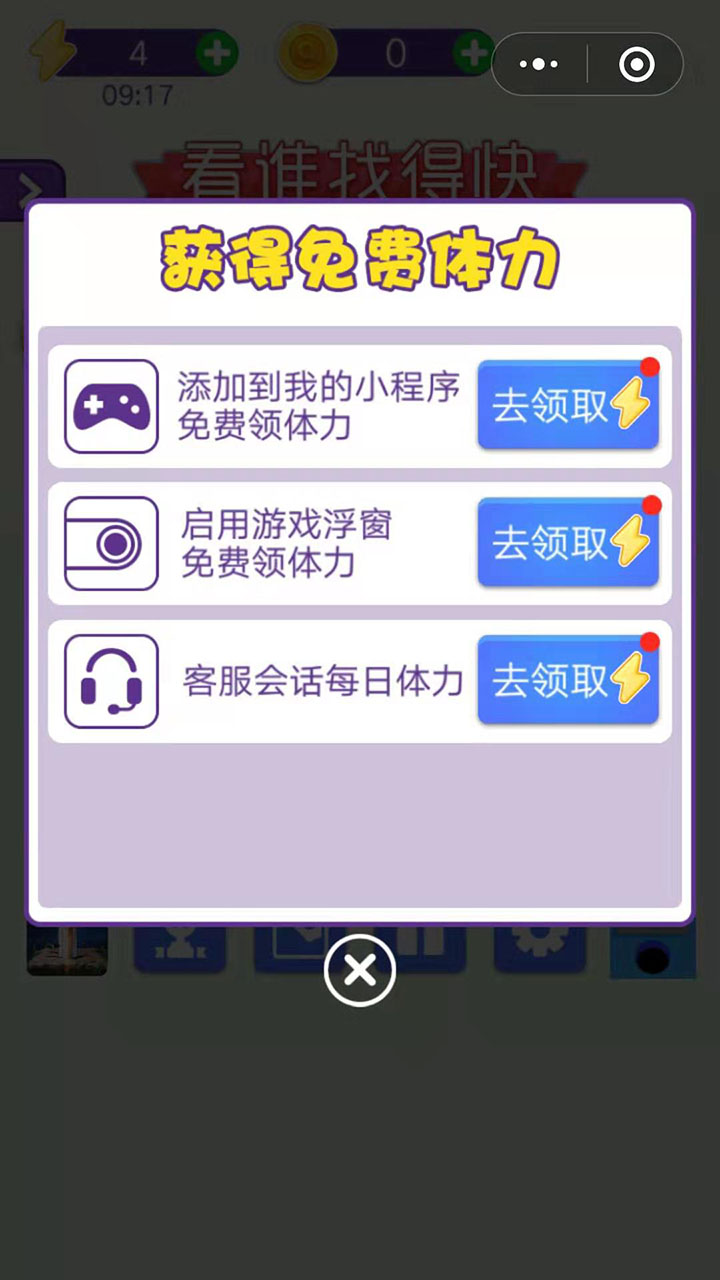 4
0
09:17
看谁找得快
获得免费体力
添加到我的小程序
免费领体力
去领取
启用游戏浮窗
免费领体力
去领取
客服会话每日体力
去领取